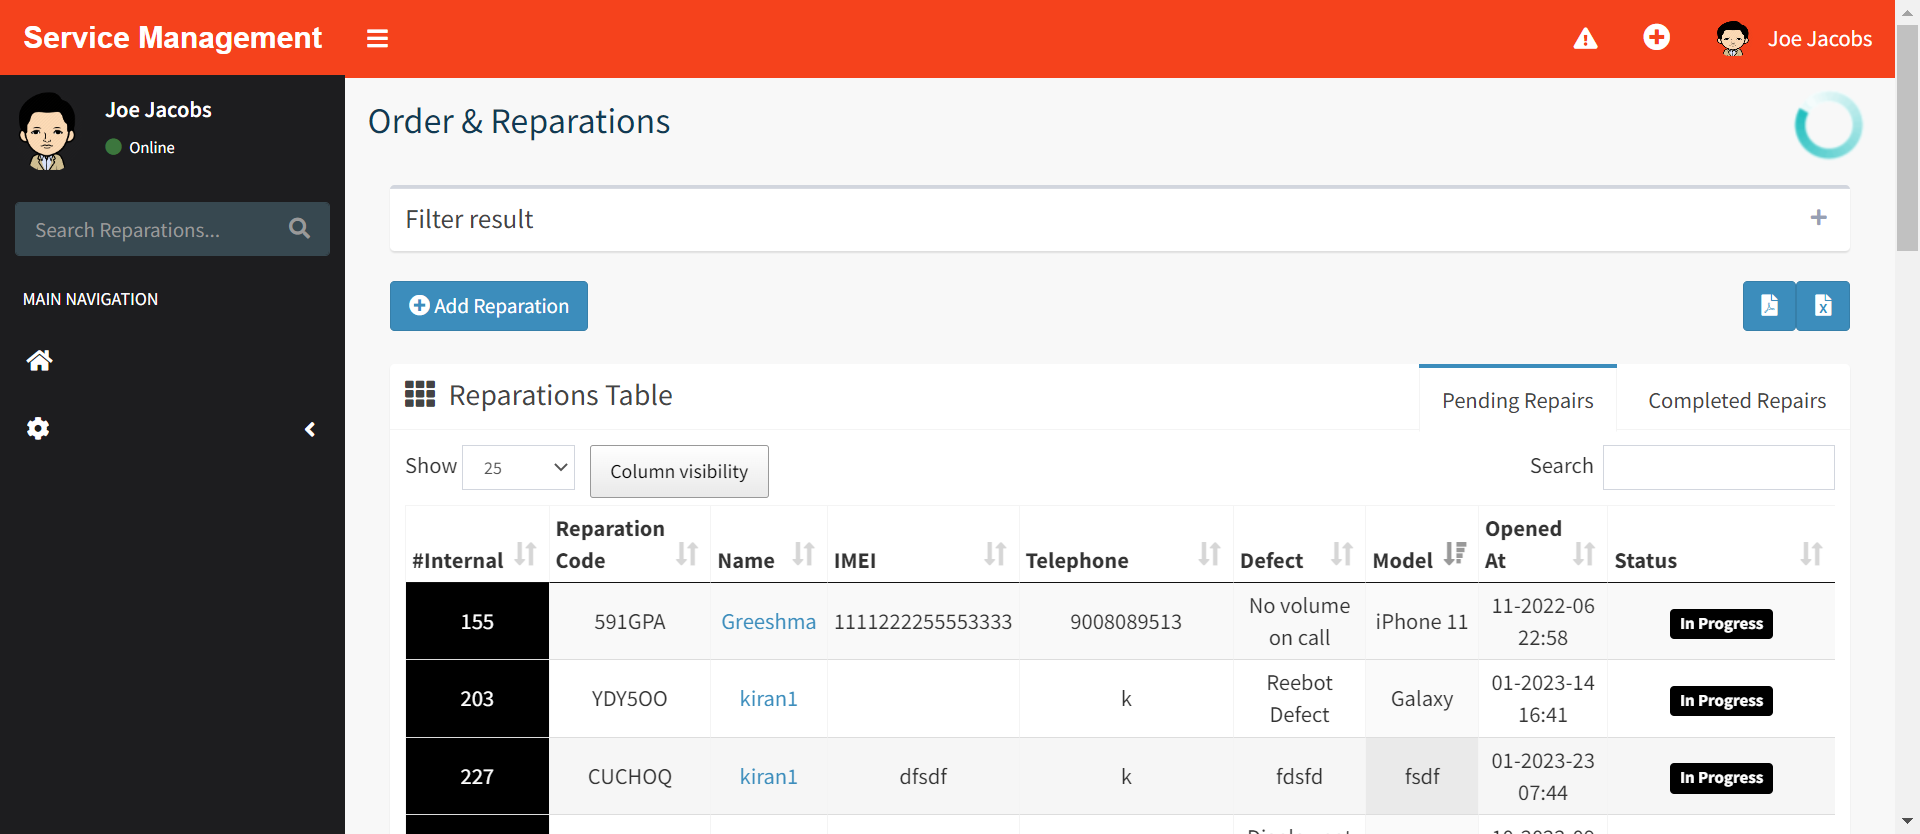 Service Management
Joe Jacobs
Joe Jacobs
Online
Search Reparations...
MAIN NAVIGATION
Order & Reparations
Filter result
Add Reparation
Reparations Table
Pending Repairs
Completed Repairs
Show 25
Column visibility
Search
#Internal
Reparation Code
Name
IMEI
Telephone
Defect
Model
Opened At
Status
155 591GPA Greeshma 1111222255553333 9008089513 No volume on call iPhone 11 11-2022-06 22:58 In Progress
203 YDY5OO kiran1 k Reebot Defect Galaxy 01-2023-14 16:41 In Progress
227 CUCHOQ kiran1 dfsdf k fdsfd fsdf 01-2023-23 07:44 In Progress